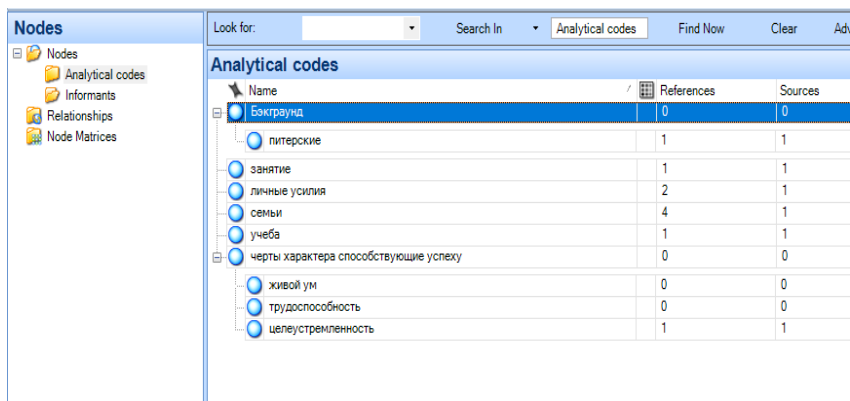 Nodes
Nodes
Analytical codes
Informants
Relationships
Node Matrices
Look for: Search In Analytical codes Find Now Clear Adv
Analytical codes
Name / References Sources
Бэкграунд 0 0
питерские 1 1
занятие 1 1
личные усилия 2 1
семьи 4 1
учеба 1 1
черты характера способствующие успеху 0 0
живой ум 0 0
трудоспособность 0 0
целеустремленность 1 1